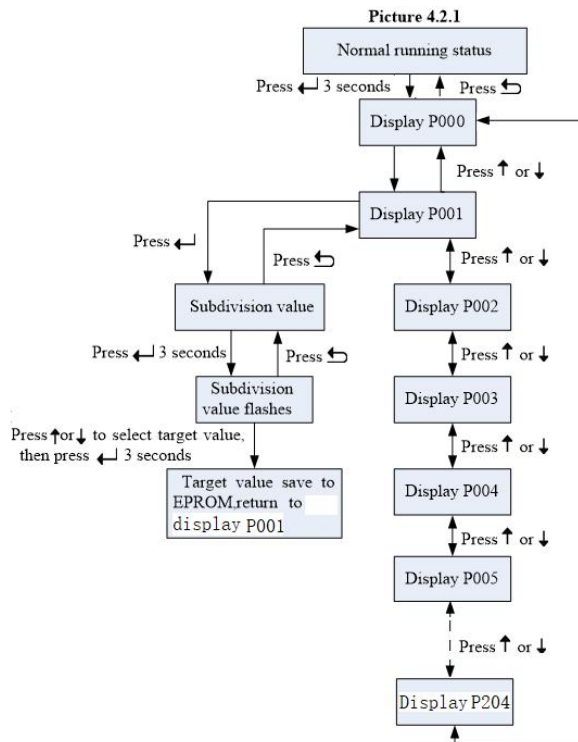 Picture 4.2.1
Normal running status
Press ↵ 3 seconds
Press ⮌
Display P000
Press ↑ or ↓
Display P001
Press ↵
Press ⮌
Press ↑ or ↓
Subdivision value
Display P002
Press ↵ 3 seconds
Press ⮌
Press ↑ or ↓
Subdivision
value flashes
Display P003
Press ↑or ↓ to select target value,
then press ↵ 3 seconds
Press ↑ or ↓
Target value save to
EPROM,return to
display P001
Display P004
Press ↑ or ↓
Display P005
Press ↑ or ↓
Display P204